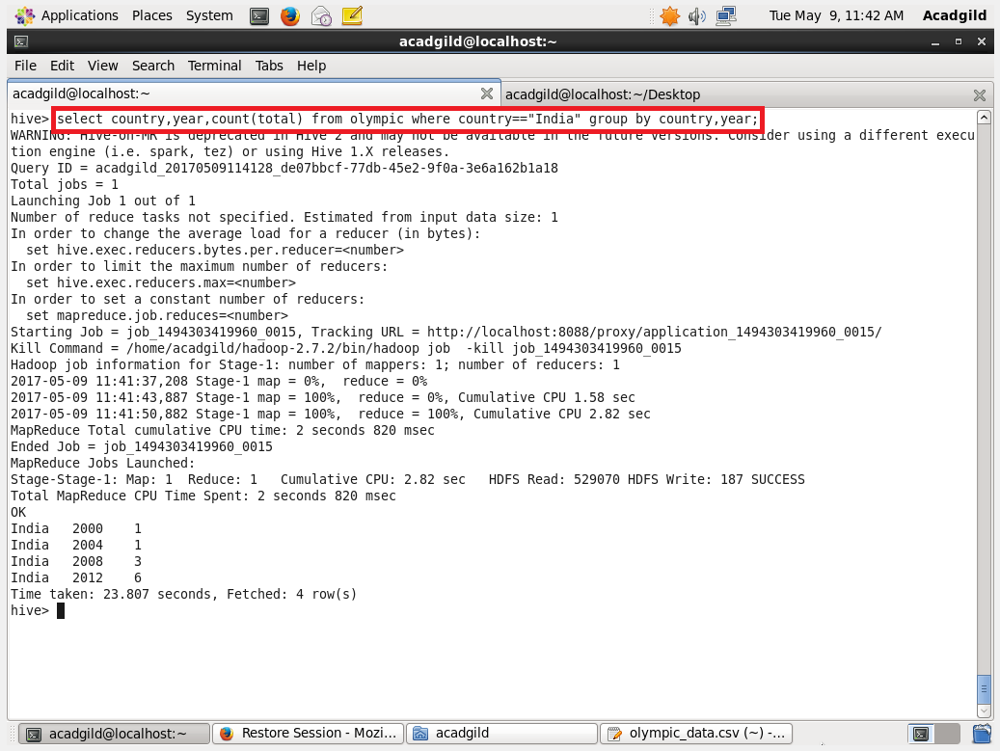 Applications Places System Tue May 9, 11:42 AM Acadgild
acadgild@localhost:~
File Edit View Search Terminal Tabs Help
acadgild@localhost:~ acadgild@localhost:~/Desktop
hive> select country,year,count(total) from olympic where country=="India" group by country,year;
WARNING: Hive-on-MR is deprecated in Hive 2 and may not be available in the future versions. Consider using a different execu
tion engine (i.e. spark, tez) or using Hive 1.X releases.
Query ID = acadgild_20170509114128_de07bbcf-77db-45e2-9f0a-3e6a162b1a18
Total jobs = 1
Launching Job 1 out of 1
Number of reduce tasks not specified. Estimated from input data size: 1
In order to change the average load for a reducer (in bytes):
  set hive.exec.reducers.bytes.per.reducer=<number>
In order to limit the maximum number of reducers:
  set hive.exec.reducers.max=<number>
In order to set a constant number of reducers:
  set mapreduce.job.reduces=<number>
Starting Job = job_1494303419960_0015, Tracking URL = http://localhost:8088/proxy/application_1494303419960_0015/
Kill Command = /home/acadgild/hadoop-2.7.2/bin/hadoop job  -kill job_1494303419960_0015
Hadoop job information for Stage-1: number of mappers: 1; number of reducers: 1
2017-05-09 11:41:37,208 Stage-1 map = 0%,  reduce = 0%
2017-05-09 11:41:43,887 Stage-1 map = 100%,  reduce = 0%, Cumulative CPU 1.58 sec
2017-05-09 11:41:50,882 Stage-1 map = 100%,  reduce = 100%, Cumulative CPU 2.82 sec
MapReduce Total cumulative CPU time: 2 seconds 820 msec
Ended Job = job_1494303419960_0015
MapReduce Jobs Launched:
Stage-Stage-1: Map: 1  Reduce: 1   Cumulative CPU: 2.82 sec   HDFS Read: 529070 HDFS Write: 187 SUCCESS
Total MapReduce CPU Time Spent: 2 seconds 820 msec
OK
India   2000    1
India   2004    1
India   2008    3
India   2012    6
Time taken: 23.807 seconds, Fetched: 4 row(s)
hive>
acadgild@localhost:~ Restore Session - Mozi... acadgild olympic_data.csv (~) -...